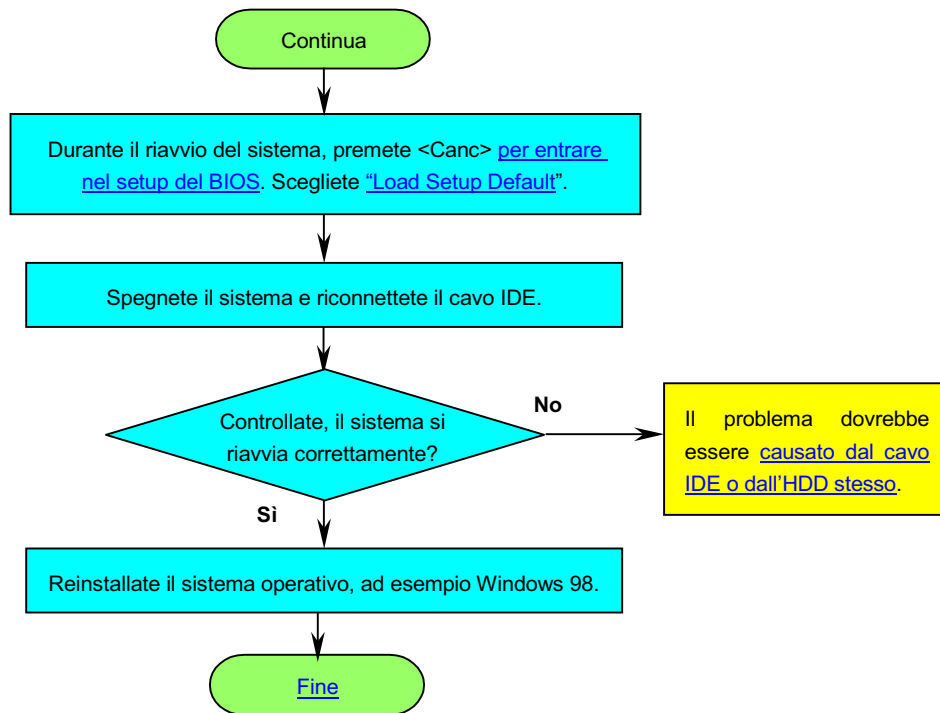 Continua
Durante il riavvio del sistema, premete <Canc> per entrare
nel setup del BIOS. Scegliete “Load Setup Default”.
Spegnete il sistema e riconnettete il cavo IDE.
Controllate, il sistema si
riavvia correttamente?
No
Il problema dovrebbe
essere causato dal cavo
IDE o dall’HDD stesso.
Sì
Reinstallate il sistema operativo, ad esempio Windows 98.
Fine